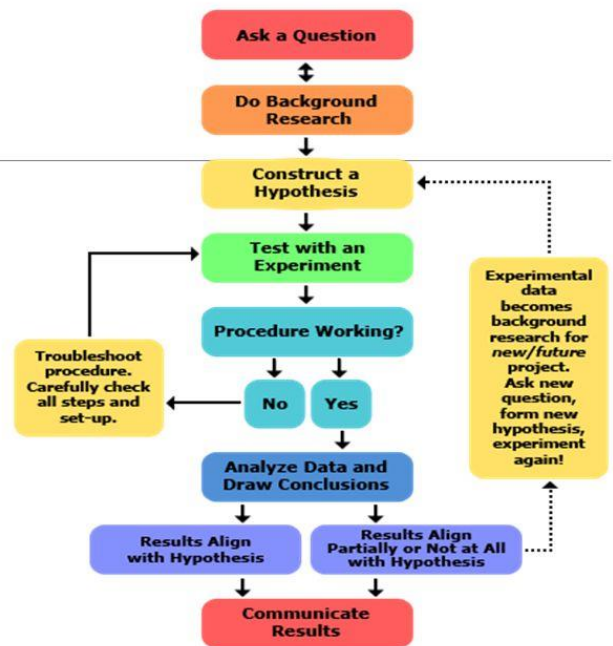 Ask a Question
Do Background
Research
Construct a
Hypothesis
Test with an
Experiment
Procedure Working?
No
Yes
Troubleshoot
procedure.
Carefully check
all steps and
set-up.
Experimental
data
becomes
background
research for
new/future
project.
Ask new
question,
form new
hypothesis,
experiment
again!
Analyze Data and
Draw Conclusions
Results Align
with Hypothesis
Results Align
Partially or Not at All
with Hypothesis
Communicate
Results